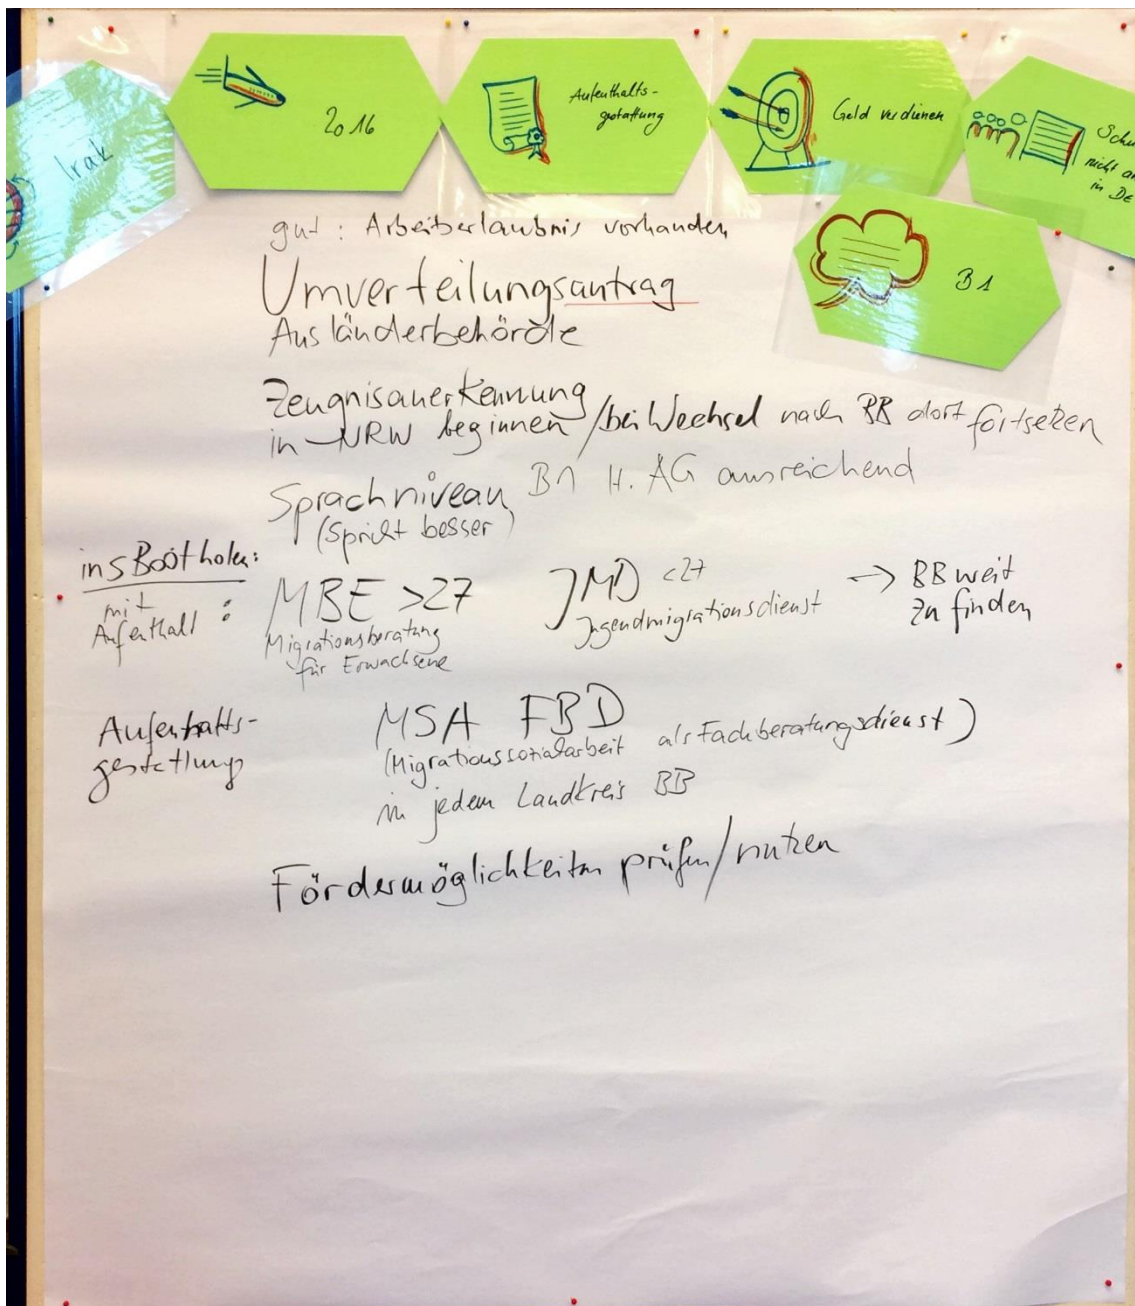 Irak
2016
Aufenthalts-
gestattung
Geld verdienen
nicht
in DE
B1
gut: Arbeitserlaubnis vorhanden
Umverteilungsantrag
Ausländerbehörde
Zeugnisanerkennung
in NRW beginnen / bei Wechsel nach BB dort fortsetzen
Sprachniveau B1 lt. AG ausreichend
(Spricht besser)
ins Boot holen:
mit
Aufenthalt :
MBE >27
Migrationsberatung
für Erwachsene
JMD <27
Jugendmigrationsdienst
→ BB weit
zu finden
Aufenthalts-
gestattung
MSA FBD
(Migrationssozialarbeit als Fachberatungsdienst)
in jedem Landkreis BB
Fördermöglichkeiten prüfen/nutzen